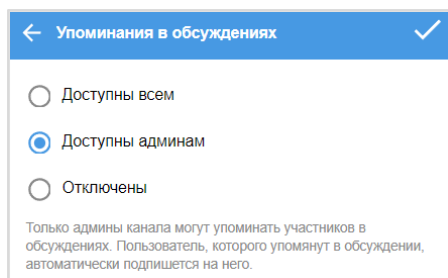 Упоминания в обсуждениях
Доступны всем
Доступны админам
Отключены
Только админы канала могут упоминать участников в
обсуждениях. Пользователь, которого упомянут в обсуждении,
автоматически подпишется на него.